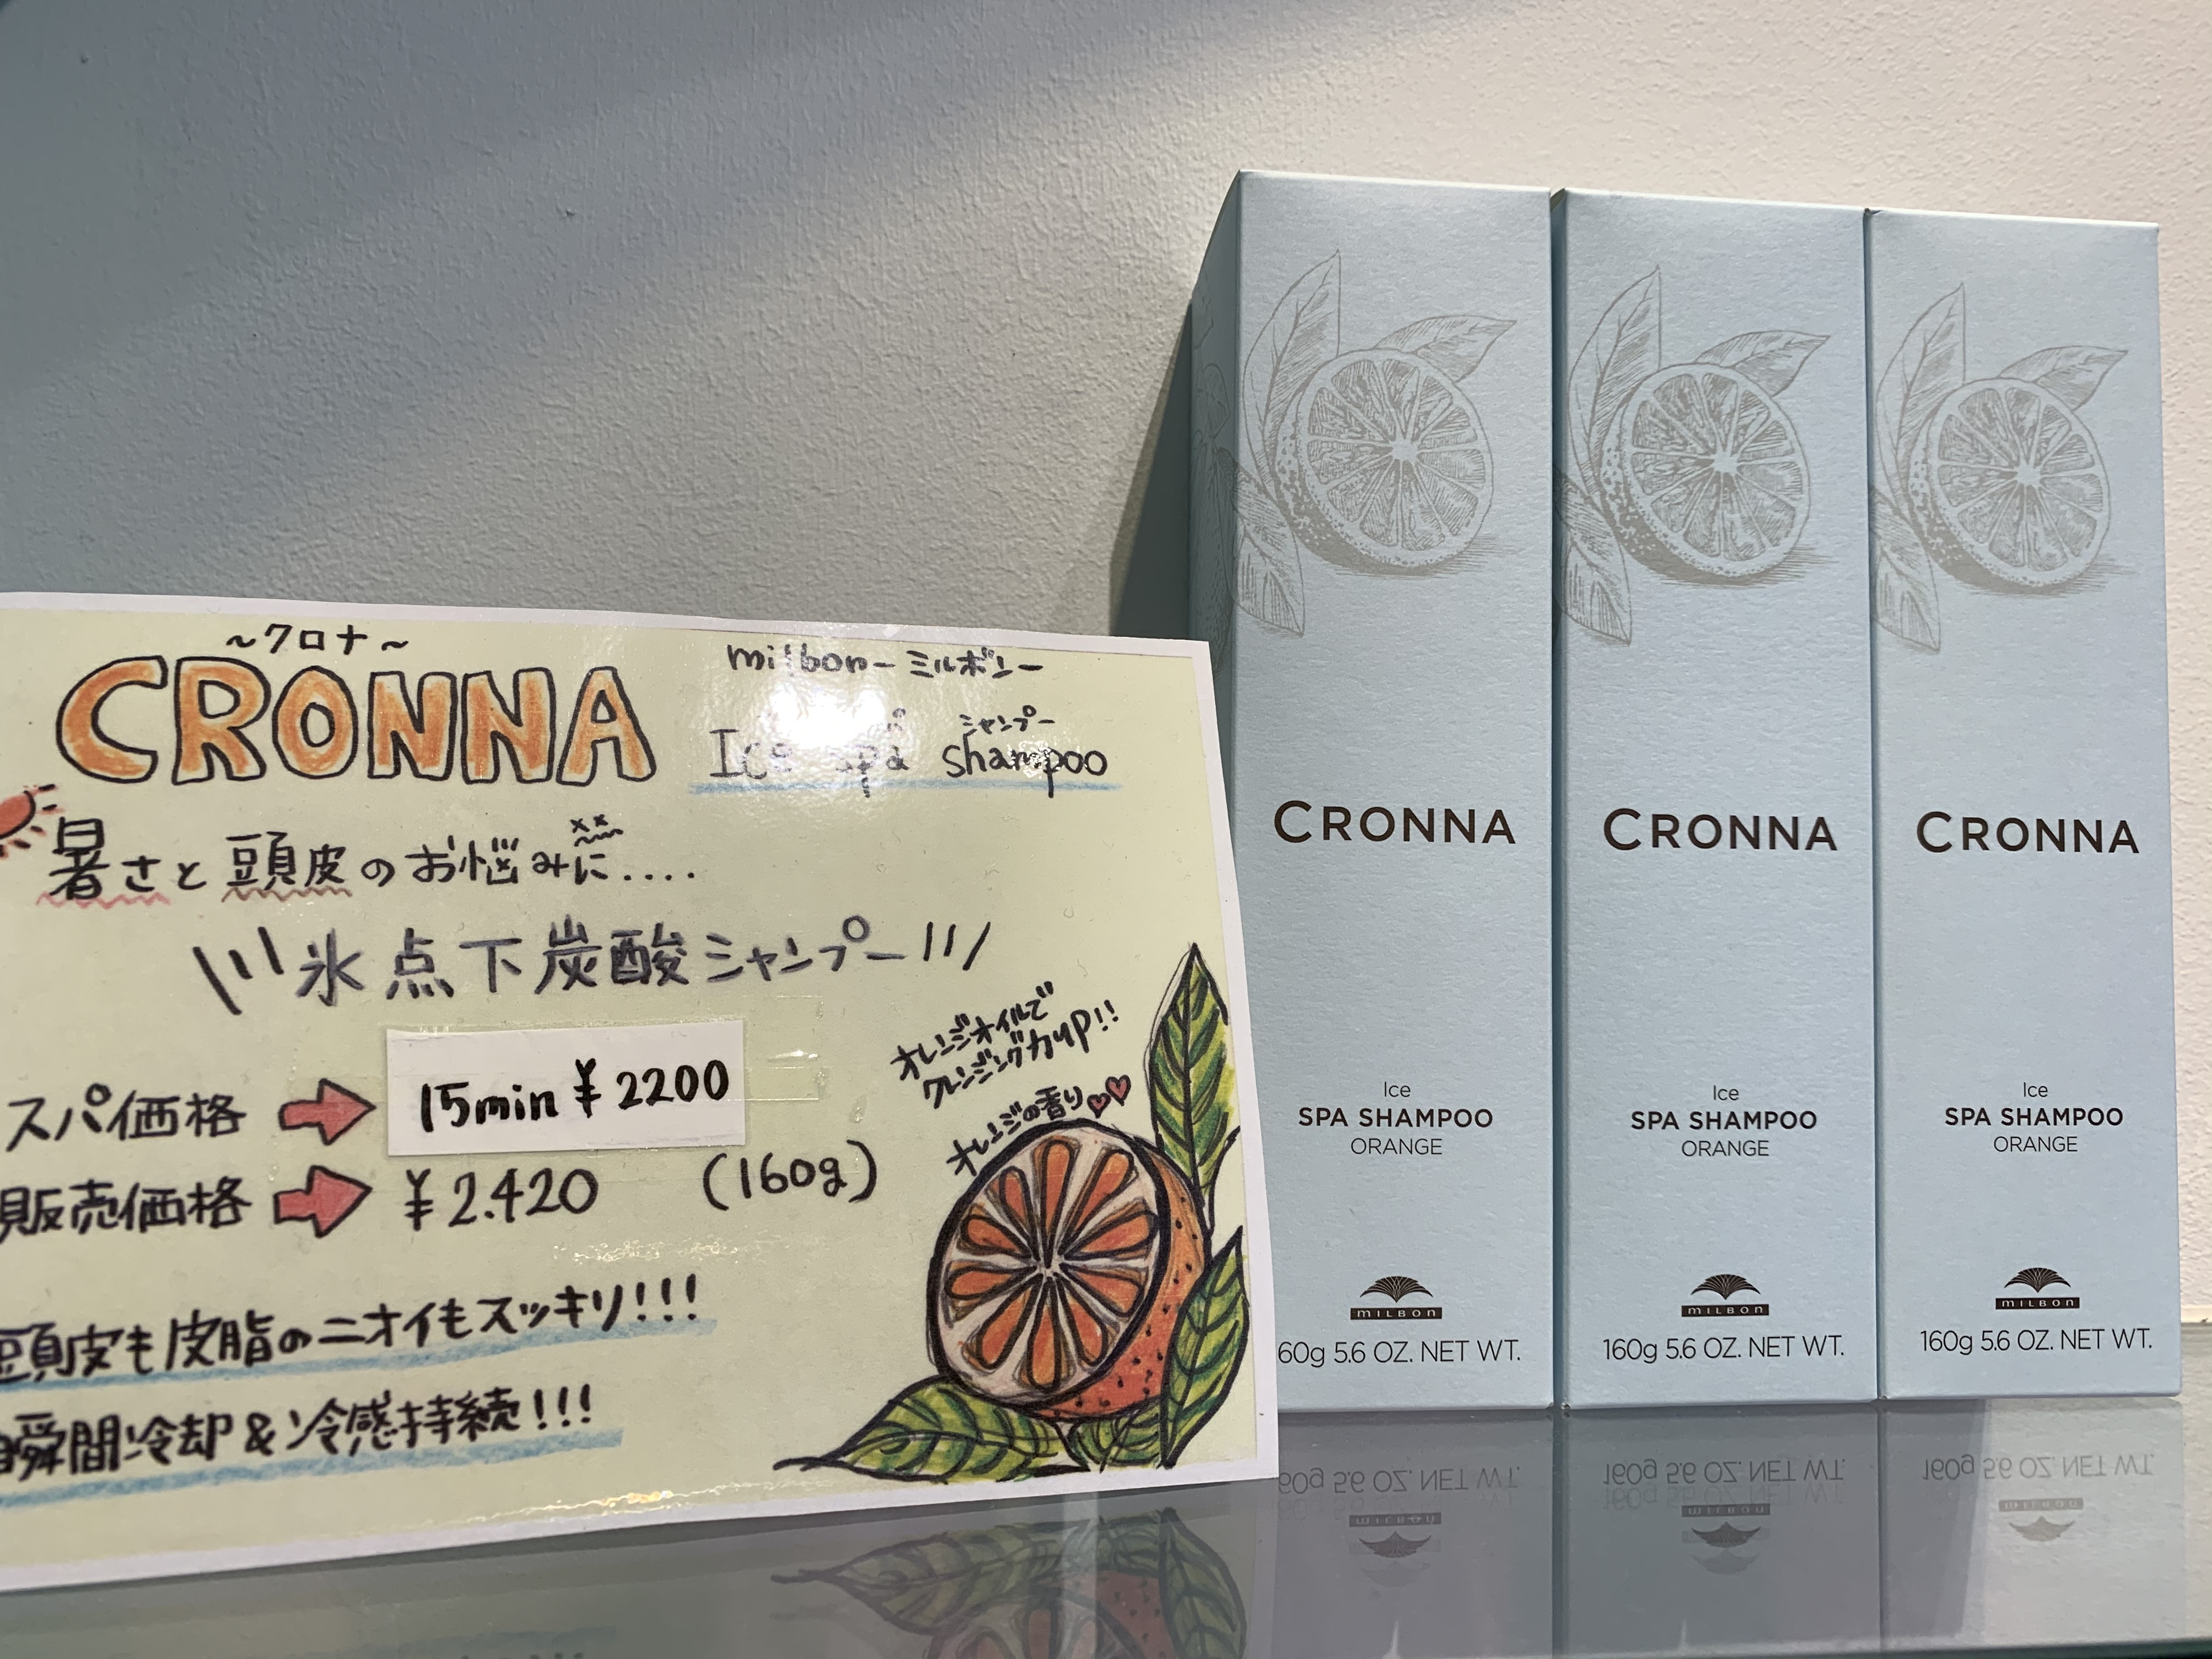 ~クロナ~
CRONNA
milbon-ミルボン-
Ice spa shampoo
パ
シャンプー
暑さと頭皮のお悩みに....
氷点下炭酸シャンプー
オレンジオイルで
クレンジング力up!!
オレンジの香り
スパ価格 15min ¥2200
販売価格 ¥2.420 (160g)
頭皮も皮脂のニオイもスッキリ!!!
瞬間冷却&冷感持続!!!
CRONNA
Ice
SPA SHAMPOO
ORANGE
MILBON
60g 5.6 OZ. NET WT.
CRONNA
Ice
SPA SHAMPOO
ORANGE
MILBON
160g 5.6 OZ. NET WT.
CRONNA
Ice
SPA SHAMPOO
ORANGE
MILBON
160g 5.6 OZ. NET WT.